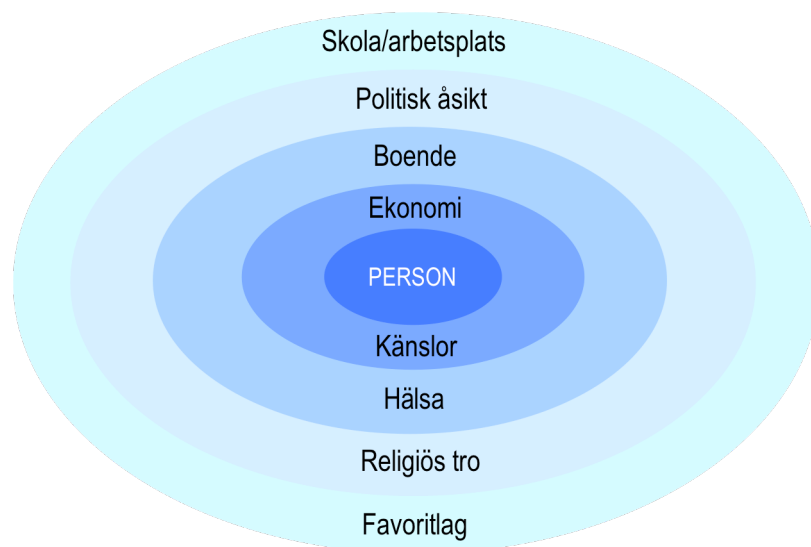 Skola/arbetsplats
Politisk åsikt
Boende
Ekonomi
PERSON
Känslor
Hälsa
Religiös tro
Favoritlag